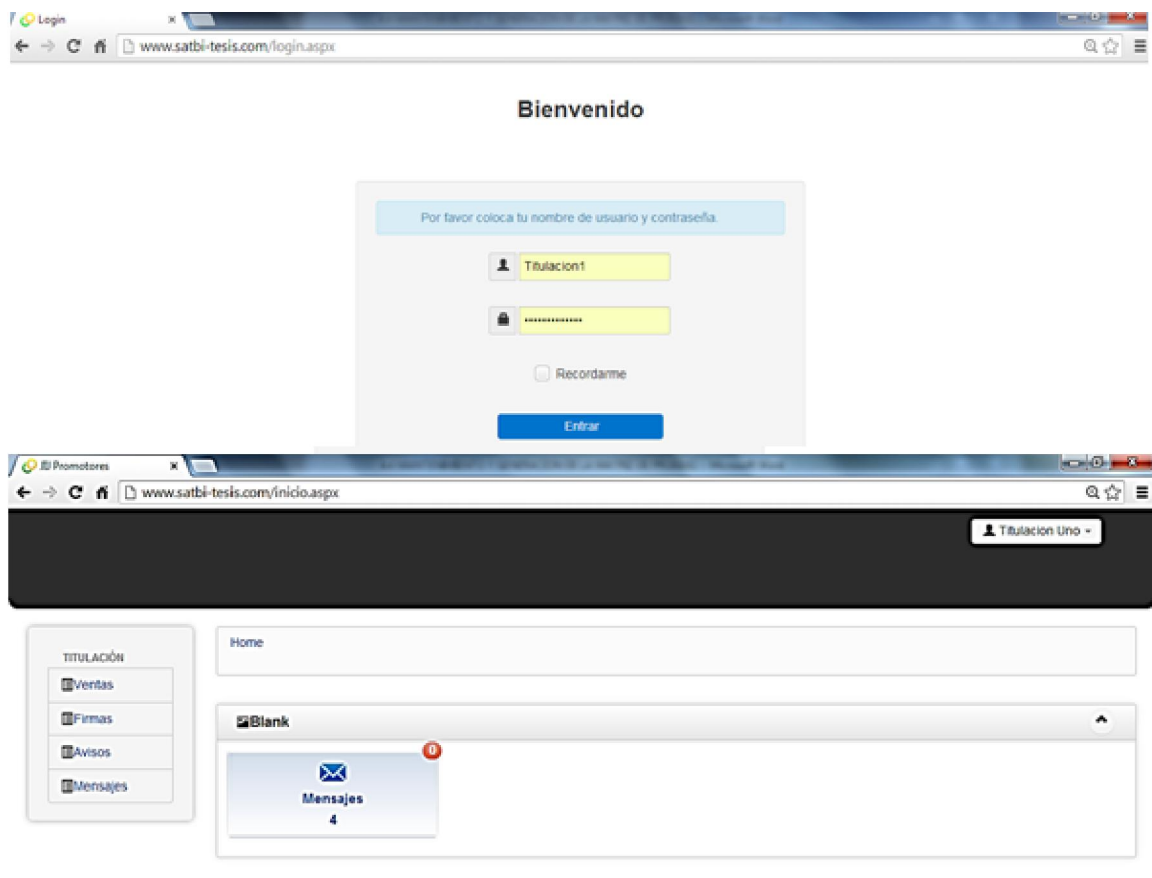 Login
www.satbi-tesis.com/login.aspx
Bienvenido
Por favor coloca tu nombre de usuario y contraseña.
Titulacion1
Recordarme
Entrar
Promotores
www.satbi-tesis.com/inicio.aspx
Titulacion Uno
TITULACIÓN
Ventas
Firmas
Avisos
Mensajes
Home
Blank
0
Mensajes
4